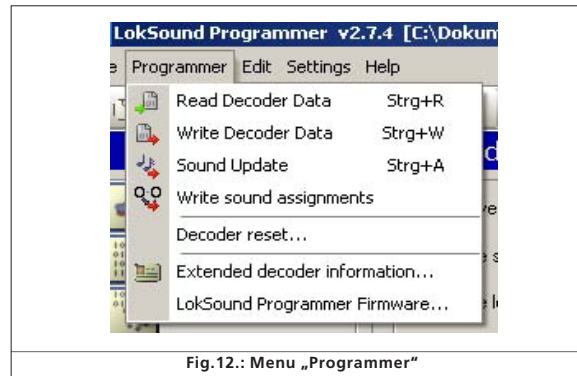 LokSound Programmer v2.7.4 [C:\Dokum
Programmer Edit Settings Help
Read Decoder Data Strg+R
Write Decoder Data Strg+W
Sound Update Strg+A
Write sound assignments
Decoder reset...
Extended decoder information...
LokSound Programmer Firmware...
Fig.12.: Menu „Programmer“